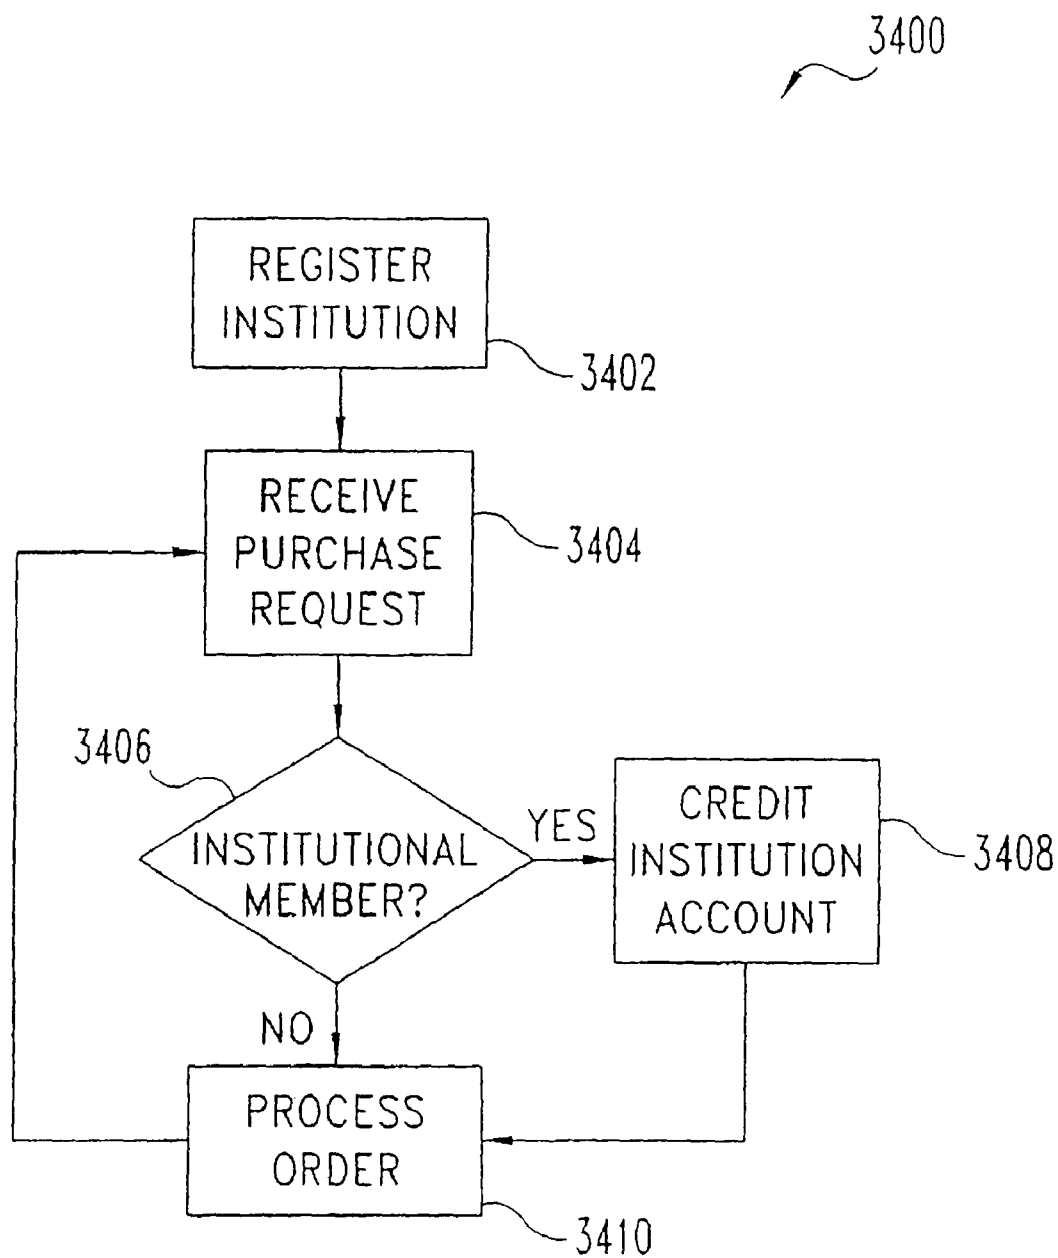 3400
REGISTER
INSTITUTION
3402
RECEIVE
PURCHASE
REQUEST
3404
3406
INSTITUTIONAL
MEMBER?
YES
CREDIT
INSTITUTION
ACCOUNT
3408
NO
PROCESS
ORDER
3410